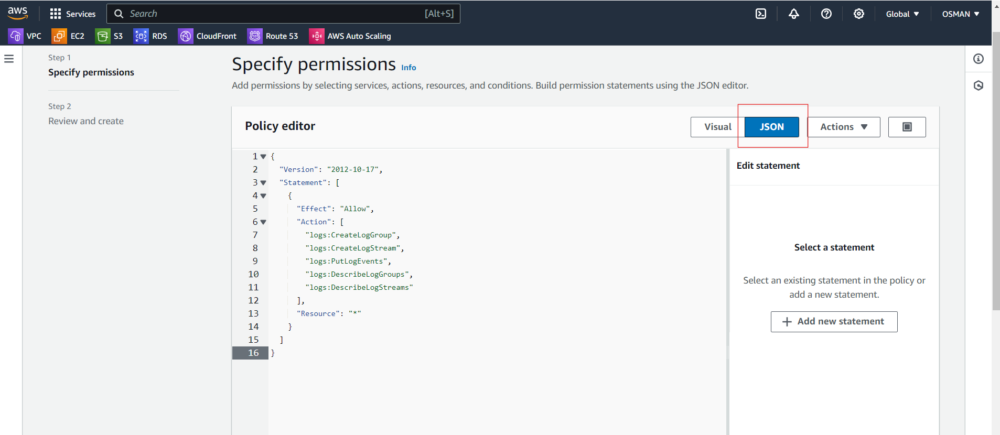 aws
Services
Search
[Alt+S]
Global
OSMAN
VPC
EC2
S3
RDS
CloudFront
Route 53
AWS Auto Scaling
Step 1
Specify permissions
Step 2
Review and create
Specify permissions Info
Add permissions by selecting services, actions, resources, and conditions. Build permission statements using the JSON editor.
Policy editor
Visual
JSON
Actions
1 {
2 "Version": "2012-10-17",
3 "Statement": [
4 {
5 "Effect": "Allow",
6 "Action": [
7 "logs:CreateLogGroup",
8 "logs:CreateLogStream",
9 "logs:PutLogEvents",
10 "logs:DescribeLogGroups",
11 "logs:DescribeLogStreams"
12 ],
13 "Resource": "*"
14 }
15 ]
16 }
Edit statement
Select a statement
Select an existing statement in the policy or
add a new statement.
+ Add new statement